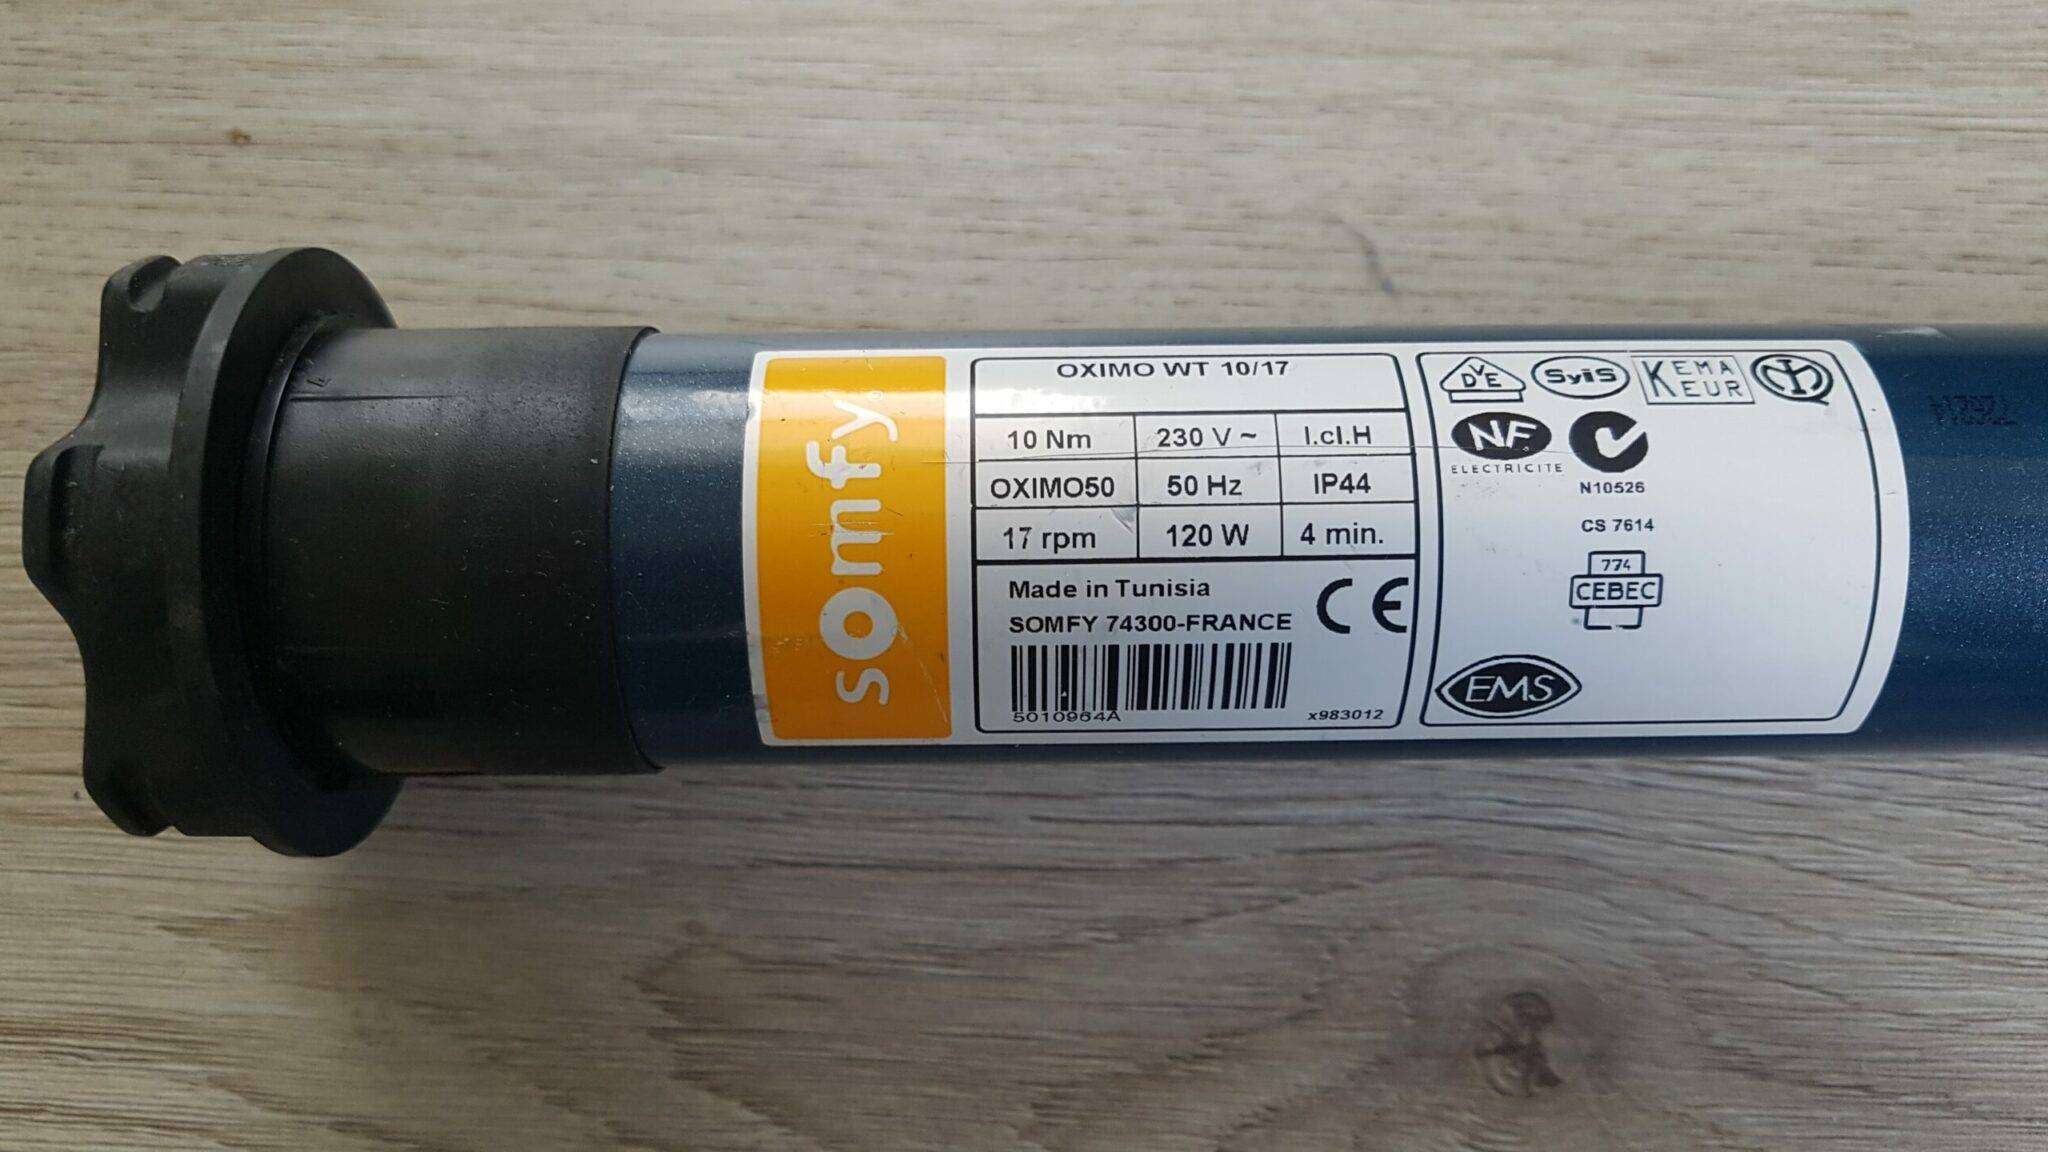 somfy
OXIMO WT 10/17
10 Nm 230 V ~ I.cl.H
OXIMO50 50 Hz IP44
17 rpm 120 W 4 min.
Made in Tunisia
SOMFY 74300-FRANCE CE
5010964A x983012
VDE SyiS KEMA KEUR
NF
ELECTRICITE
N10526
CS 7614
774
CEBEC
EMS